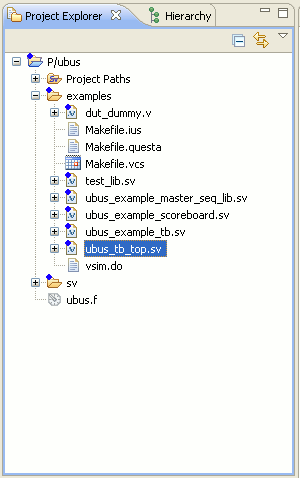 Project Explorer
Hierarchy
P/ubus
Project Paths
examples
dut_dummy.v
Makefile.ius
Makefile.questa
Makefile.vcs
test_lib.sv
ubus_example_master_seq_lib.sv
ubus_example_scoreboard.sv
ubus_example_tb.sv
ubus_tb_top.sv
vsim.do
sv
ubus.f